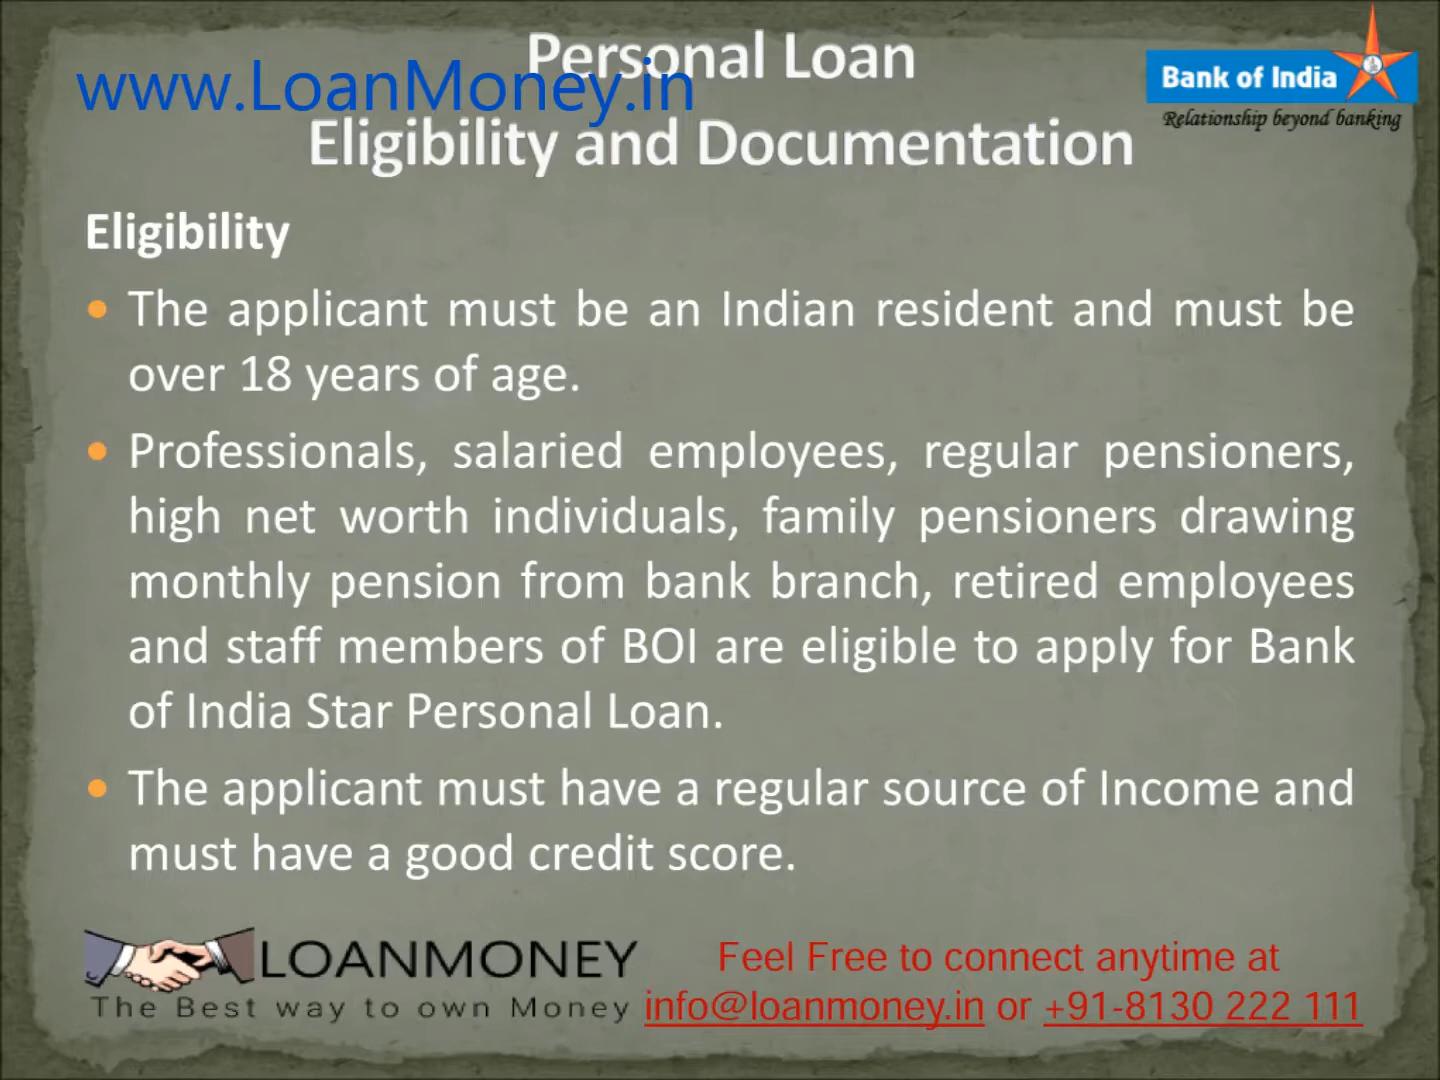 Personal Loan
www.LoanMoney.in
Bank of India
Relationship beyond banking
Eligibility and Documentation
Eligibility
• The applicant must be an Indian resident and must be
over 18 years of age.
• Professionals, salaried employees, regular pensioners,
high net worth individuals, family pensioners drawing
monthly pension from bank branch, retired employees
and staff members of BOI are eligible to apply for Bank
of India Star Personal Loan.
• The applicant must have a regular source of Income and
must have a good credit score.
LOANMONEY
The Best way to own Money
Feel Free to connect anytime at
info@loanmoney.in or +91-8130 222 111